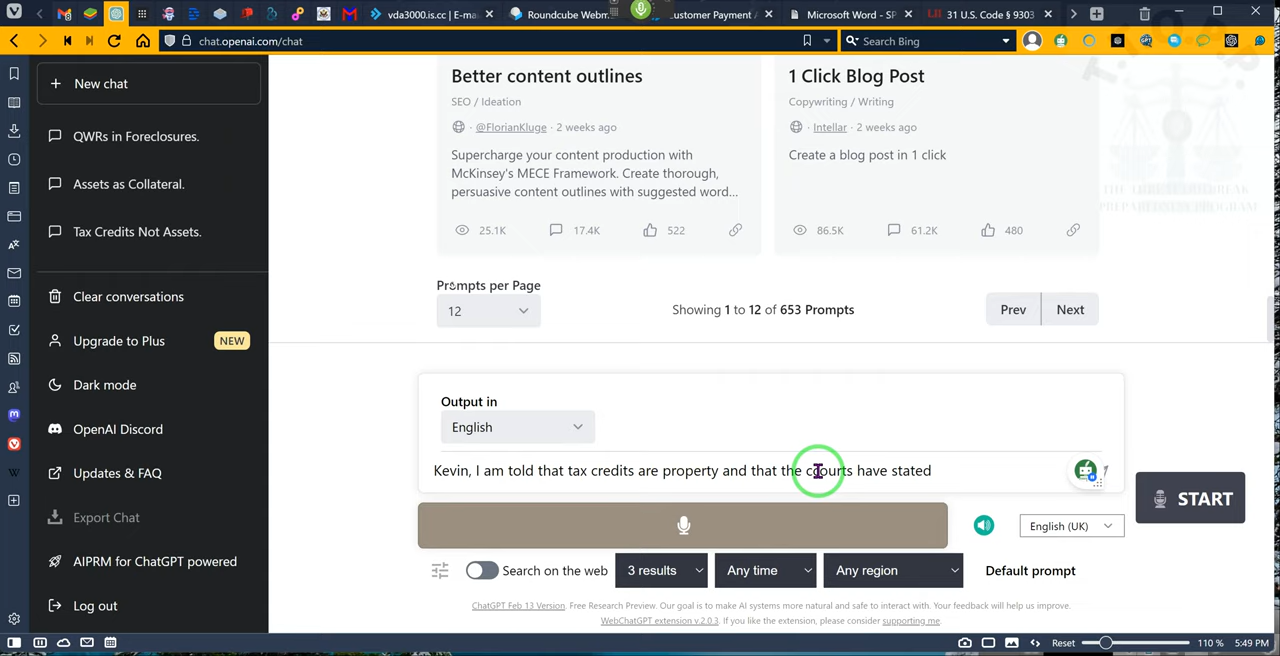 vda3000.is.cc | E-ma
Roundcube Webm
ustomer Payment A
Microsoft Word - SP
31 U.S. Code § 9303
chat.openai.com/chat
Search Bing
New chat
QWRs in Foreclosures.
Assets as Collateral.
Tax Credits Not Assets.
Clear conversations
Upgrade to Plus
NEW
Dark mode
OpenAI Discord
Updates & FAQ
Export Chat
AIPRM for ChatGPT powered
Log out
Better content outlines
SEO / Ideation
· @FlorianKluge · 2 weeks ago
Supercharge your content production with
McKinsey's MECE Framework. Create thorough,
persuasive content outlines with suggested word...
25.1K 17.4K 522
1 Click Blog Post
Copywriting / Writing
· Intellar · 2 weeks ago
Create a blog post in 1 click
86.5K 61.2K 480
Prompts per Page
12
Showing 1 to 12 of 653 Prompts
Prev Next
Output in
English
Kevin, I am told that tax credits are property and that the courts have stated
START
English (UK)
Search on the web 3 results Any time Any region Default prompt
ChatGPT Feb 13 Version. Free Research Preview. Our goal is to make AI systems more natural and safe to interact with. Your feedback will help us improve.
WebChatGPT extension v.2.0.3. If you like the extension, please consider supporting me.
Reset 110 % 5:49 PM